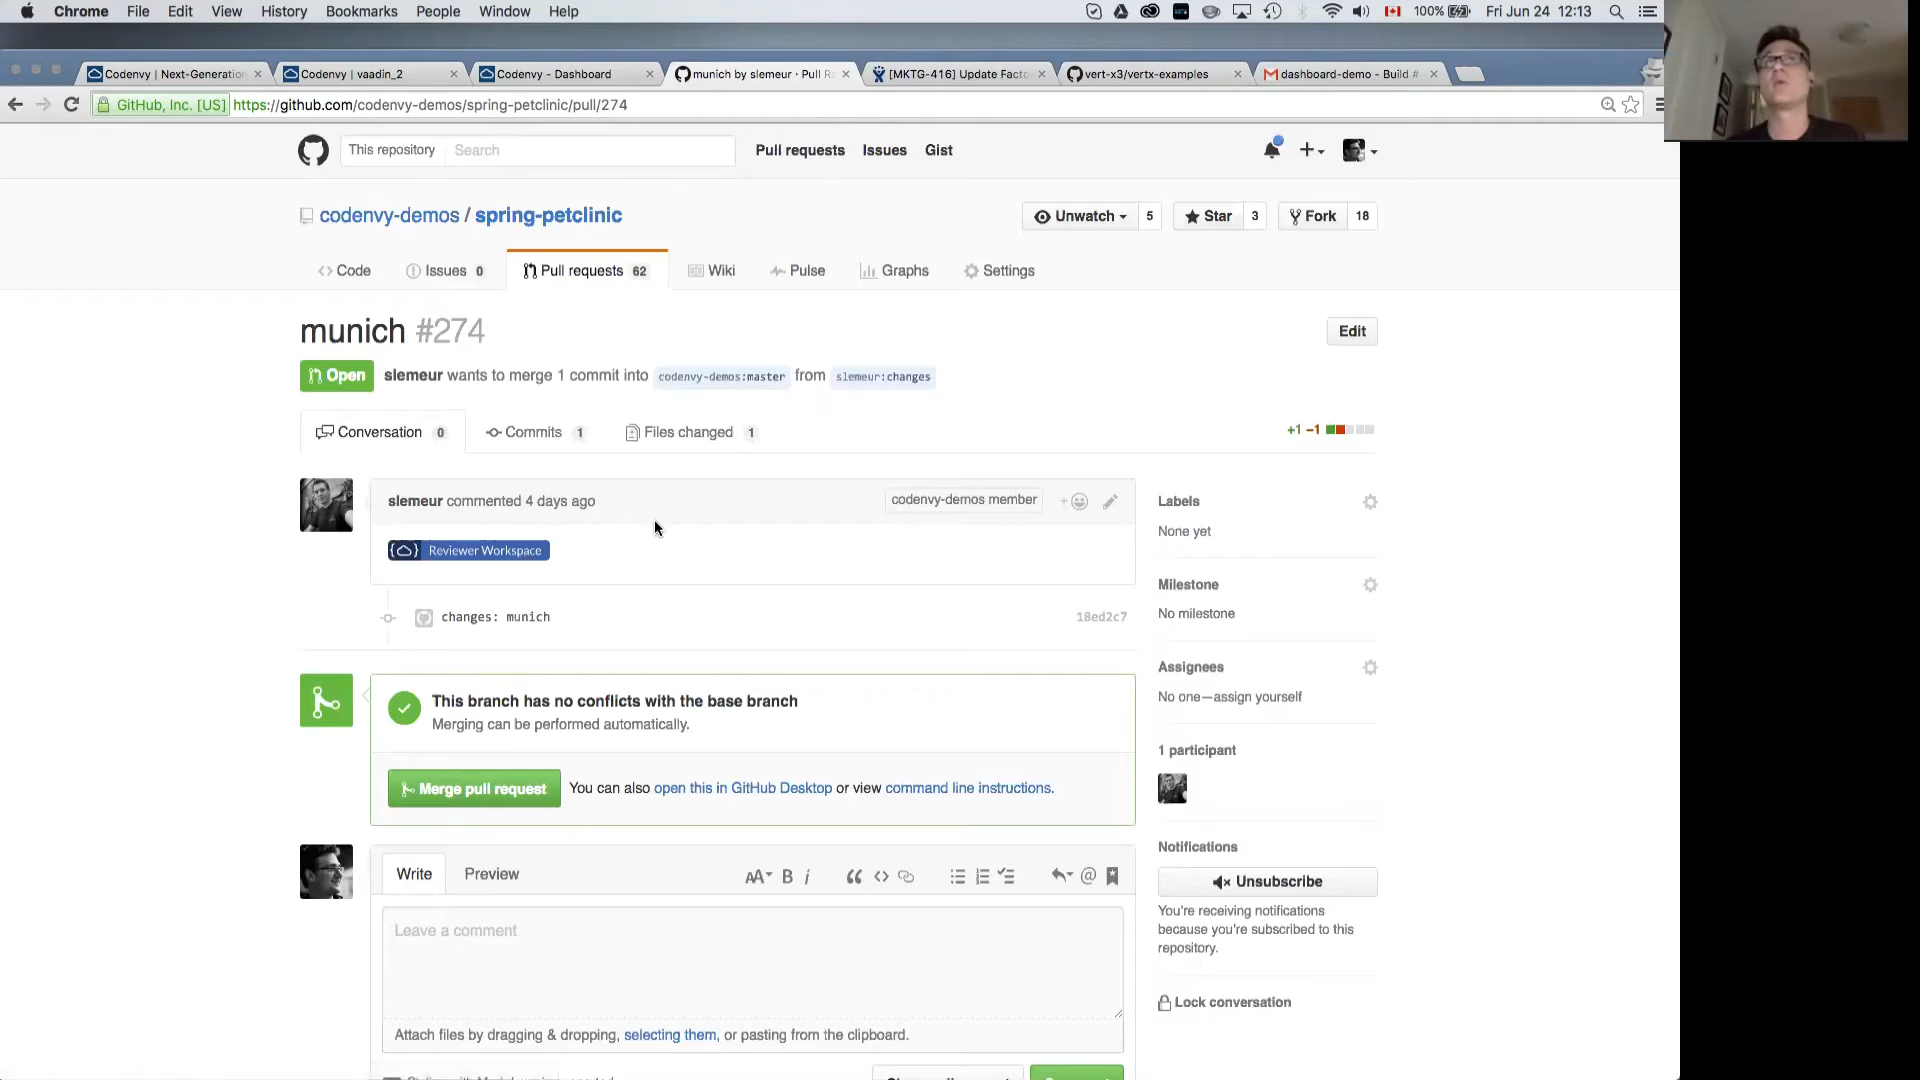 Chrome File Edit View History Bookmarks People Window Help 100% Fri Jun 24 12:13
Codenvy | Next-Generation Codenvy | vaadin_2 Codenvy - Dashboard munich by slemeur · Pull R [MKTG-416] Update Facto vert-x3/vertx-examples dashboard-demo - Build #
GitHub, Inc. [US] https://github.com/codenvy-demos/spring-petclinic/pull/274
This repository Search Pull requests Issues Gist
codenvy-demos / spring-petclinic Unwatch 5 Star 3 Fork 18
Code Issues 0 Pull requests 62 Wiki Pulse Graphs Settings
munich #274 Edit
Open slemeur wants to merge 1 commit into codenvy-demos:master from slemeur:changes
Conversation 0 Commits 1 Files changed 1 +1 −1
slemeur commented 4 days ago codenvy-demos member
Reviewer Workspace
changes: munich 18ed2c7
This branch has no conflicts with the base branch
Merging can be performed automatically.
Merge pull request You can also open this in GitHub Desktop or view command line instructions.
Write Preview AA B i
Leave a comment
Attach files by dragging & dropping, selecting them, or pasting from the clipboard.
Labels
None yet
Milestone
No milestone
Assignees
No one—assign yourself
1 participant
Notifications
Unsubscribe
You're receiving notifications
because you're subscribed to this
repository.
Lock conversation